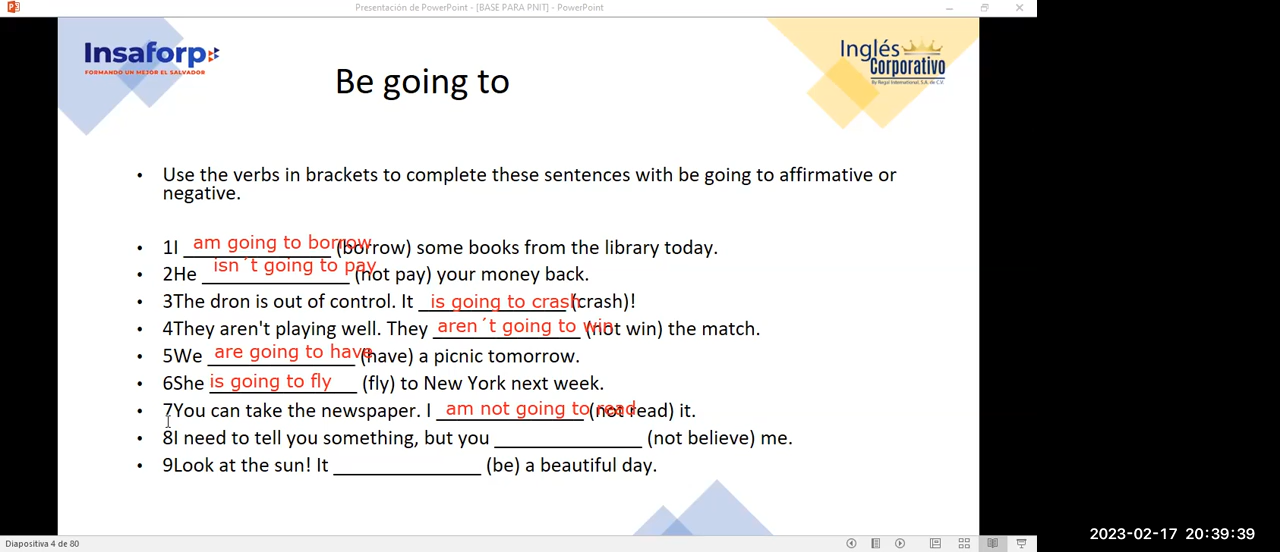 Presentación de PowerPoint - [BASE PARA PNIT] - PowerPoint
Insaforp
FORMANDO UN MEJOR EL SALVADOR
Inglés
Corporativo
By Regal International, S.A. de C.V.
Be going to
• Use the verbs in brackets to complete these sentences with be going to affirmative or
negative.
• 1I am going to borrow (borrow) some books from the library today.
• 2He isn´t going to pay (not pay) your money back.
• 3The dron is out of control. It is going to crash (crash)!
• 4They aren't playing well. They aren´t going to win (not win) the match.
• 5We are going to have (have) a picnic tomorrow.
• 6She is going to fly (fly) to New York next week.
• 7You can take the newspaper. I am not going to read (not read) it.
• 8I need to tell you something, but you _______________ (not believe) me.
• 9Look at the sun! It _______________ (be) a beautiful day.
2023-02-17 20:39:39
Diapositiva 4 de 80